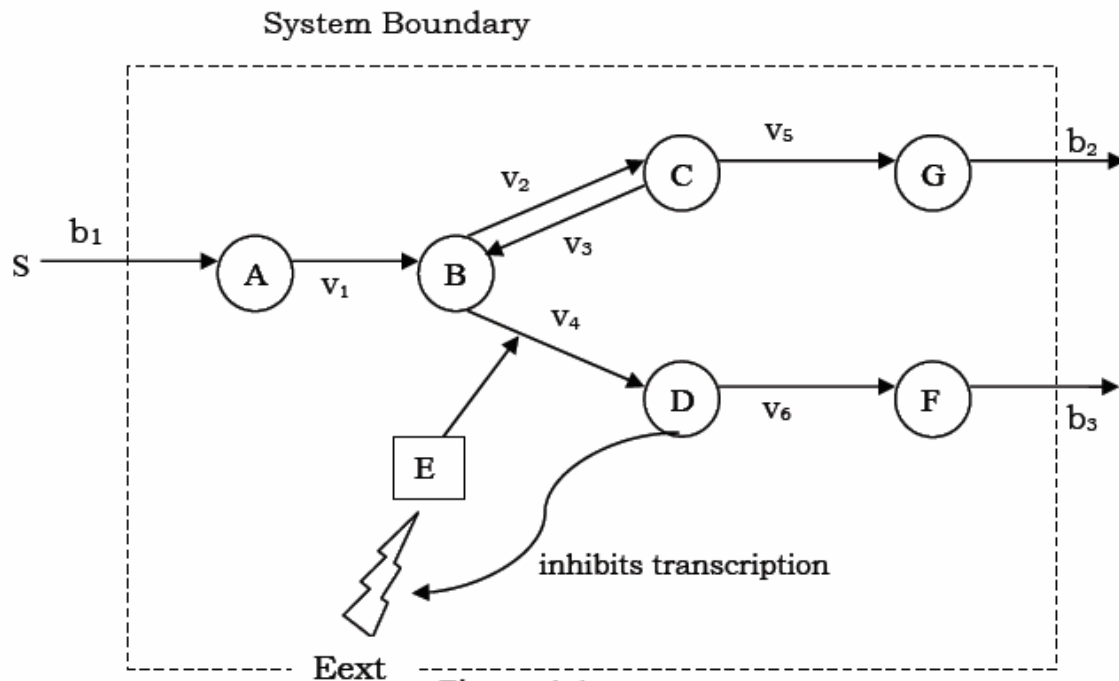 System Boundary
v₅
b₂
C
G
v₂
b₁
v₃
S
A
B
v₁
v₄
D
F
v₆
b₃
E
inhibits transcription
Eext